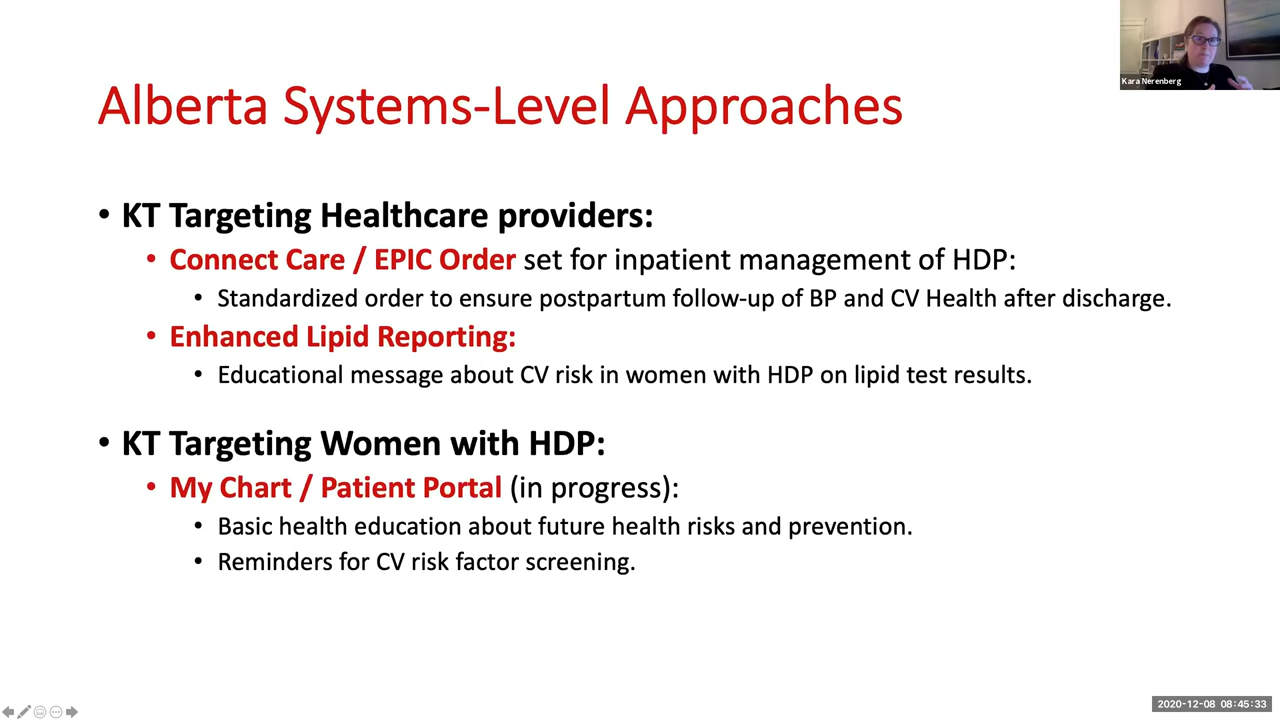 Kara Nerenberg
Alberta Systems-Level Approaches
• KT Targeting Healthcare providers:
• Connect Care / EPIC Order set for inpatient management of HDP:
• Standardized order to ensure postpartum follow-up of BP and CV Health after discharge.
• Enhanced Lipid Reporting:
• Educational message about CV risk in women with HDP on lipid test results.
• KT Targeting Women with HDP:
• My Chart / Patient Portal (in progress):
• Basic health education about future health risks and prevention.
• Reminders for CV risk factor screening.
2020-12-08 08:45:33